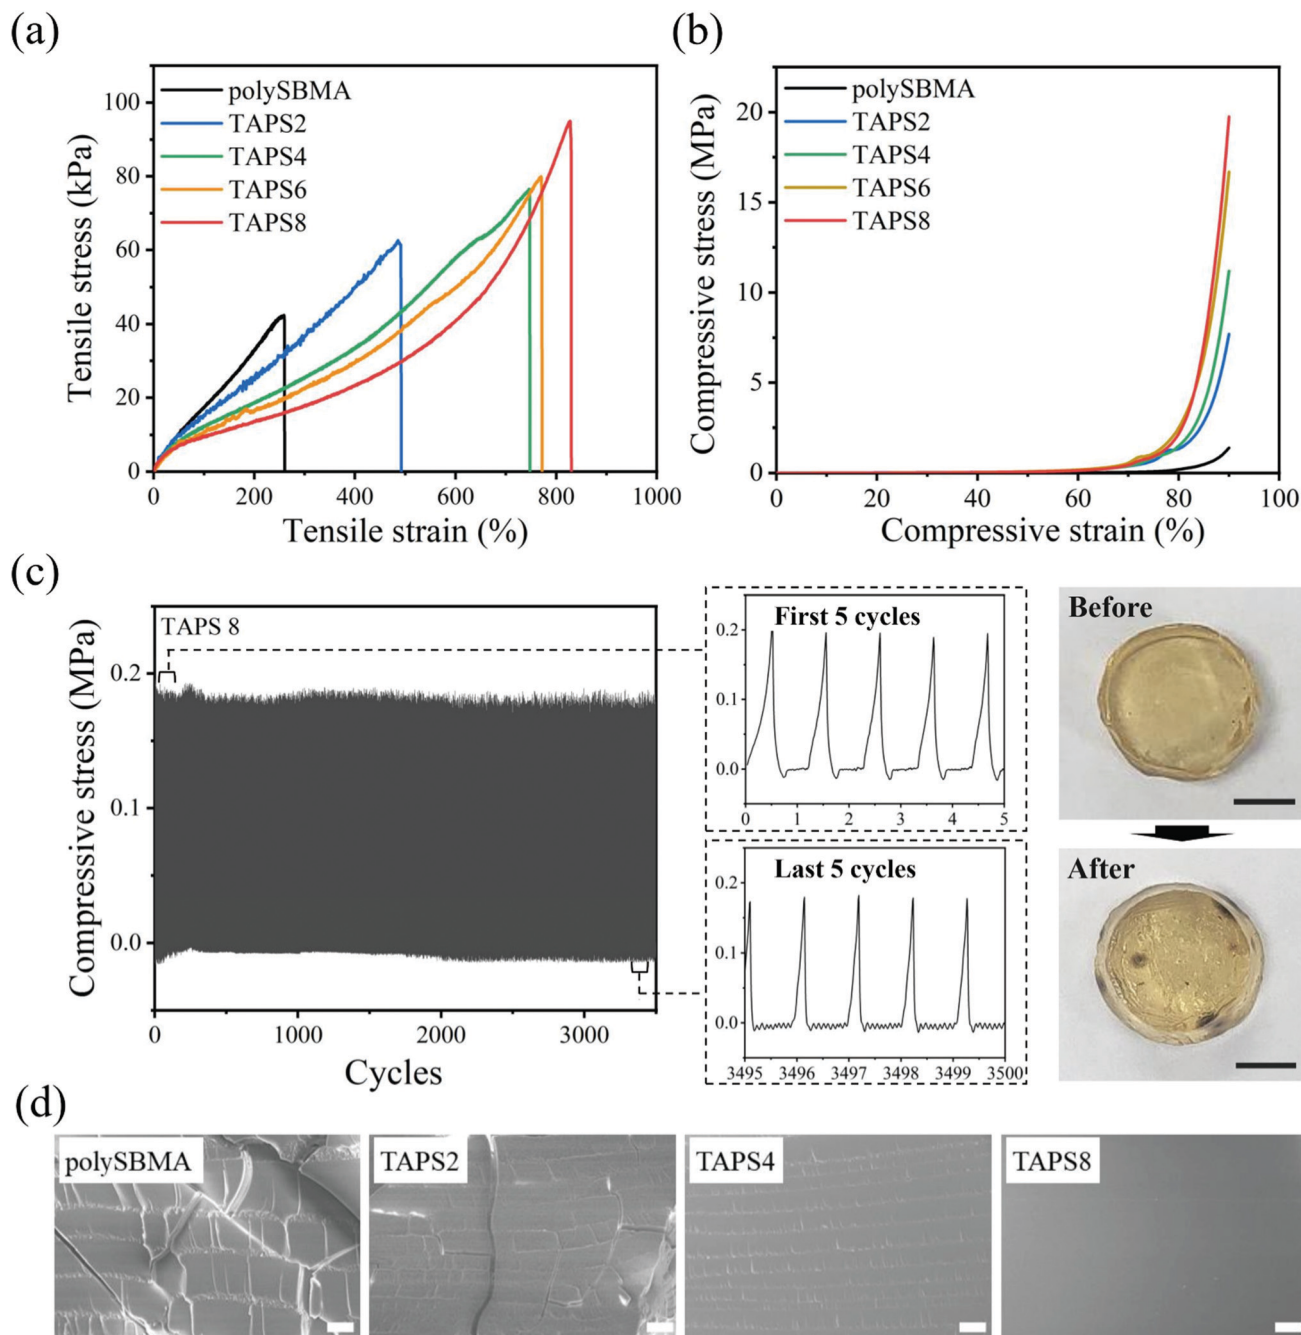 (a)
100
80
60
40
20
0
Tensile stress (kPa)
polySBMA
TAPS2
TAPS4
TAPS6
TAPS8
0 200 400 600 800 1000
Tensile strain (%)
(b)
20
15
10
5
0
Compressive stress (MPa)
polySBMA
TAPS2
TAPS4
TAPS6
TAPS8
0 20 40 60 80 100
Compressive strain (%)
(c)
TAPS 8
0.2
0.1
0.0
Compressive stress (MPa)
0 1000 2000 3000
Cycles
First 5 cycles
0.2
0.1
0.0
0 1 2 3 4 5
Last 5 cycles
0.2
0.1
0.0
3495 3496 3497 3498 3499 3500
Before
After
(d)
polySBMA
TAPS2
TAPS4
TAPS8